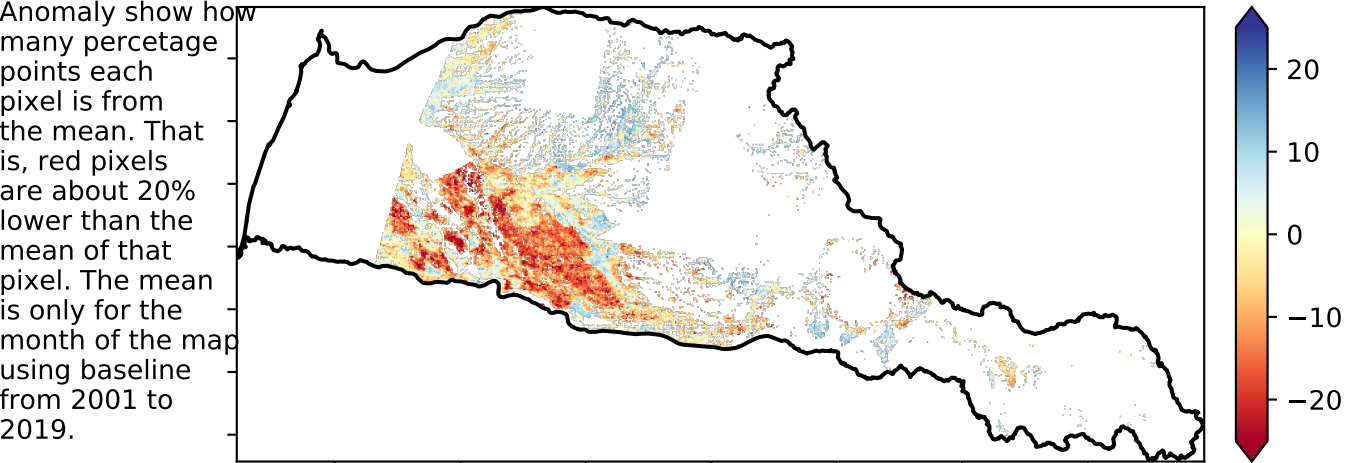 Anomaly show how
many percetage
points each
pixel is from
the mean. That
is, red pixels
are about 20%
lower than the
mean of that
pixel. The mean
is only for the
month of the map
using baseline
from 2001 to
2019.
20
10
0
−10
−20